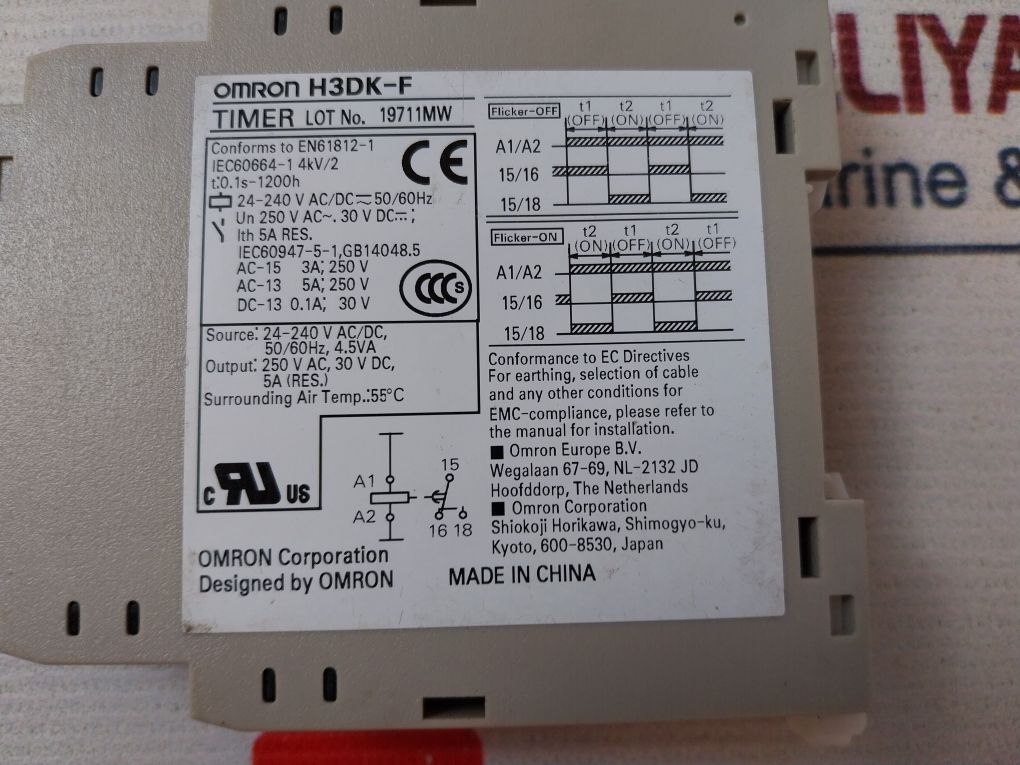 OMRON H3DK-F
TIMER LOT No. 19711MW
Conforms to EN61812-1
IEC60664-1 4kV/2
t:0.1s-1200h
CE
24-240 V AC/DC⎓50/60Hz
Un 250 V AC~. 30 V DC⎓;
Ith 5A RES.
IEC60947-5-1,GB14048.5
AC-15 3A; 250 V
AC-13 5A; 250 V
DC-13 0.1A; 30 V
CCC S
Source: 24-240 V AC/DC,
50/60Hz, 4.5VA
Output: 250 V AC, 30 V DC,
5A (RES.)
Surrounding Air Temp.:55°C
C RU US
A1
A2
15
16 18
OMRON Corporation
Designed by OMRON
MADE IN CHINA
Flicker-OFF
t1 t2 t1 t2
(OFF) (ON) (OFF) (ON)
A1/A2
15/16
15/18
Flicker-ON
t2 t1 t2 t1
(ON) (OFF) (ON) (OFF)
A1/A2
15/16
15/18
Conformance to EC Directives
For earthing, selection of cable
and any other conditions for
EMC-compliance, please refer to
the manual for installation.
■ Omron Europe B.V.
Wegalaan 67-69, NL-2132 JD
Hoofddorp, The Netherlands
■ Omron Corporation
Shiokoji Horikawa, Shimogyo-ku,
Kyoto, 600-8530, Japan
LIYA
rine &